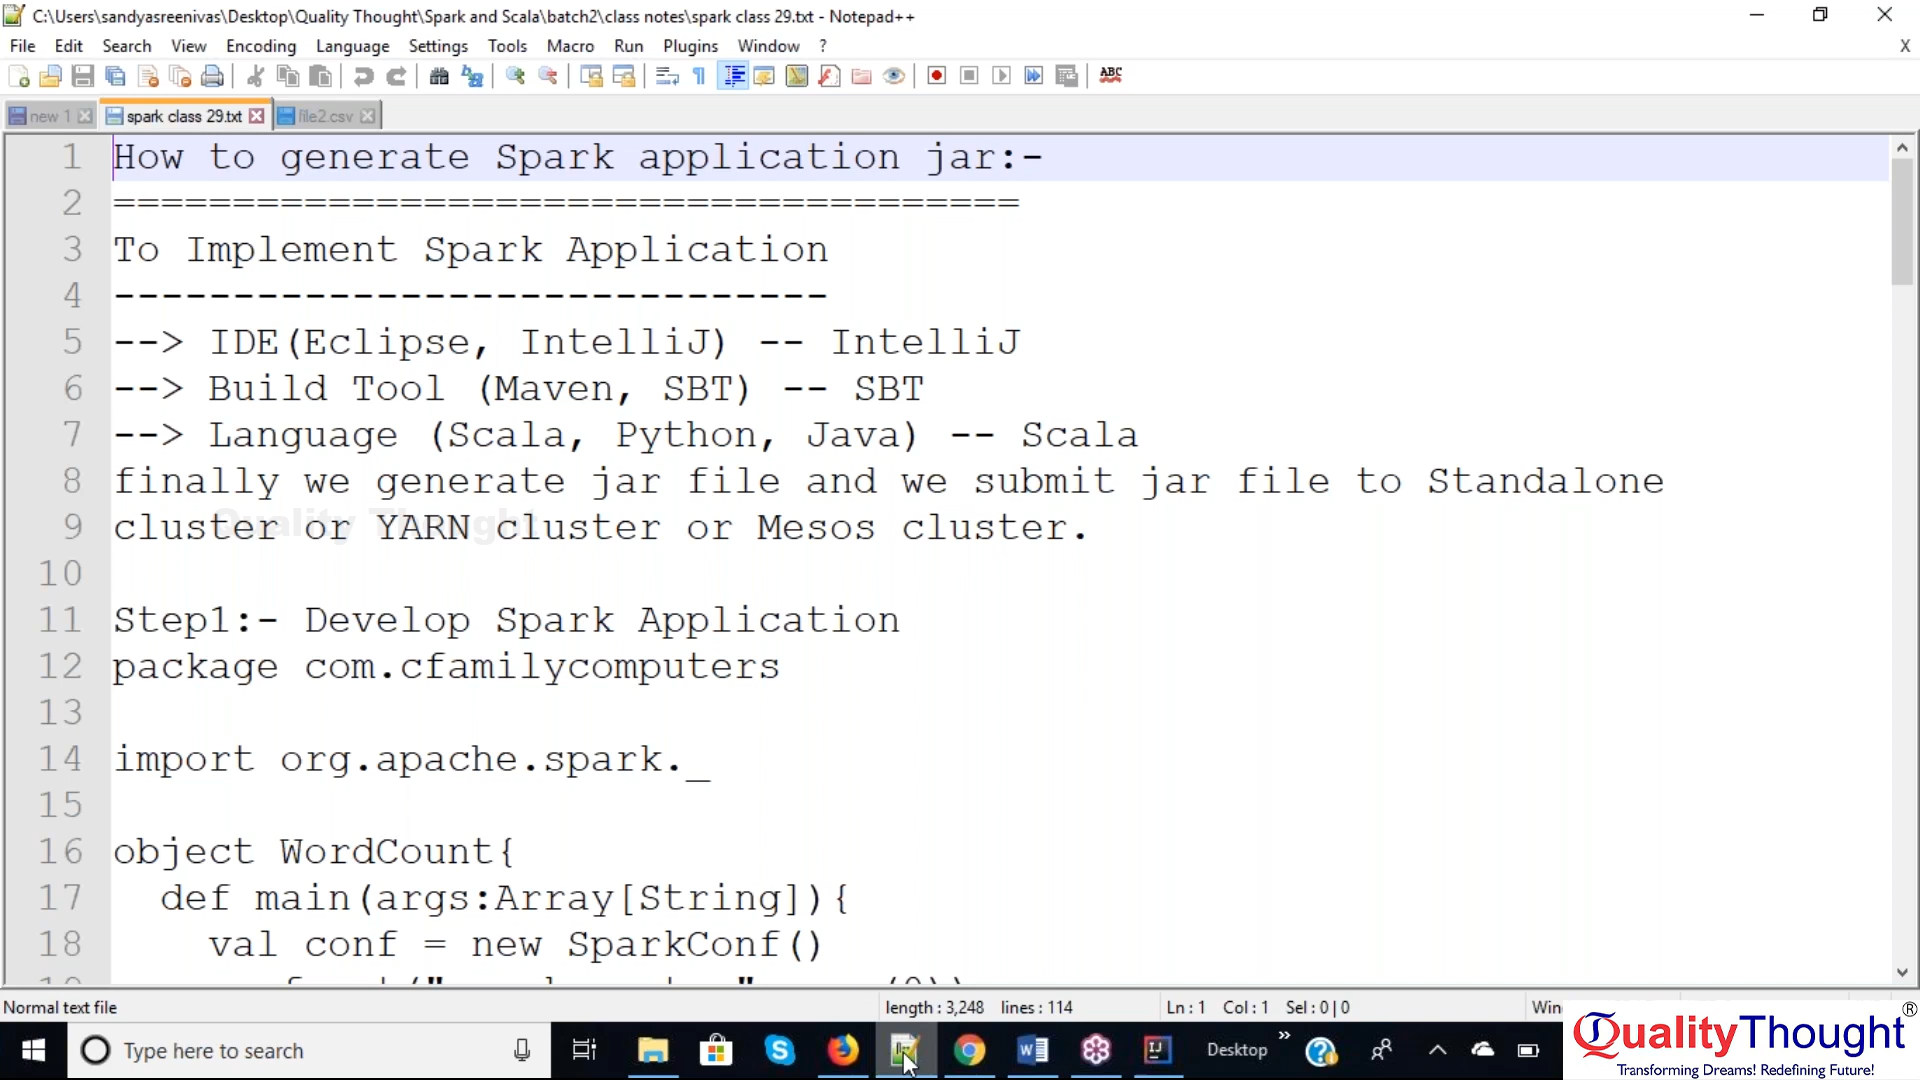 C:\Users\sandyasreenivas\Desktop\Quality Thought\Spark and Scala\batch2\class notes\spark class 29.txt - Notepad++
File Edit Search View Encoding Language Settings Tools Macro Run Plugins Window ? X
ABC
new 1 spark class 29.txt file2.csv
1 How to generate Spark application jar:-
2 ======================================
3 To Implement Spark Application
4 ------------------------------
5 --> IDE(Eclipse, IntelliJ) -- IntelliJ
6 --> Build Tool (Maven, SBT) -- SBT
7 --> Language (Scala, Python, Java) -- Scala
8 finally we generate jar file and we submit jar file to Standalone
9 cluster or YARN cluster or Mesos cluster.
Quality Thought
10
11 Step1:- Develop Spark Application
12 package com.cfamilycomputers
13
14 import org.apache.spark._
15
16 object WordCount{
17   def main(args:Array[String]){
18     val conf = new SparkConf()
Normal text file length : 3,248 lines : 114 Ln : 1 Col : 1 Sel : 0 | 0 Win
Type here to search Desktop
QualityThought®
Transforming Dreams! Redefining Future!